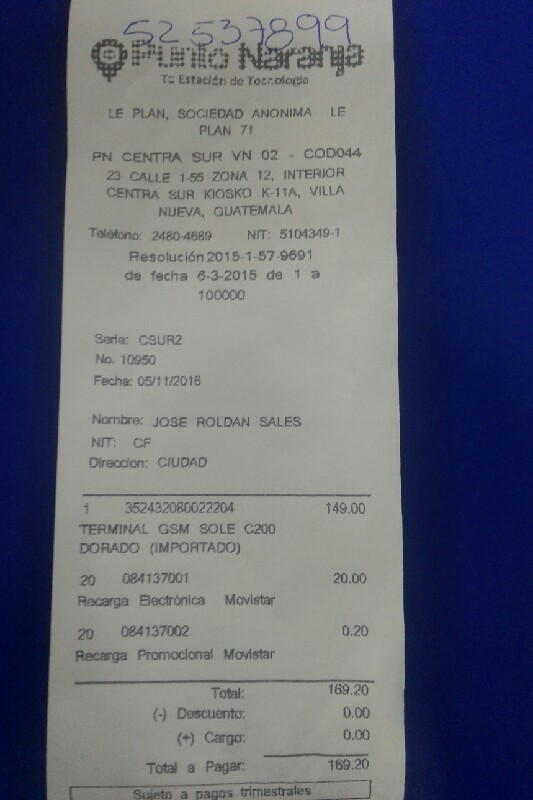 52537899
Punto Naranja
Tu Estación de Tecnología
LE PLAN, SOCIEDAD ANONIMA LE
PLAN 71
PN CENTRA SUR VN 02 - COD044
23 CALLE 1-55 ZONA 12, INTERIOR
CENTRA SUR KIOSKO K-11A, VILLA
NUEVA, GUATEMALA
Teléfono: 2480-4689 NIT: 5104349-1
Resolución 2015-1-57-9691
de fecha 6-3-2015 de 1 a
100000
Serie: CSUR2
No. 10950
Fecha: 05/11/2016
Nombre: JOSE ROLDAN SALES
NIT: CF
Direccion: CIUDAD
1 352432080022204 149.00
TERMINAL GSM SOLE C200
DORADO (IMPORTADO)
20 084137001 20.00
Recarga Electrónica Movistar
20 084137002 0.20
Recarga Promocional Movistar
Total: 169.20
(-) Descuento: 0.00
(+) Cargo: 0.00
Total a Pagar: 169.20
Sujeto a pagos trimestrales